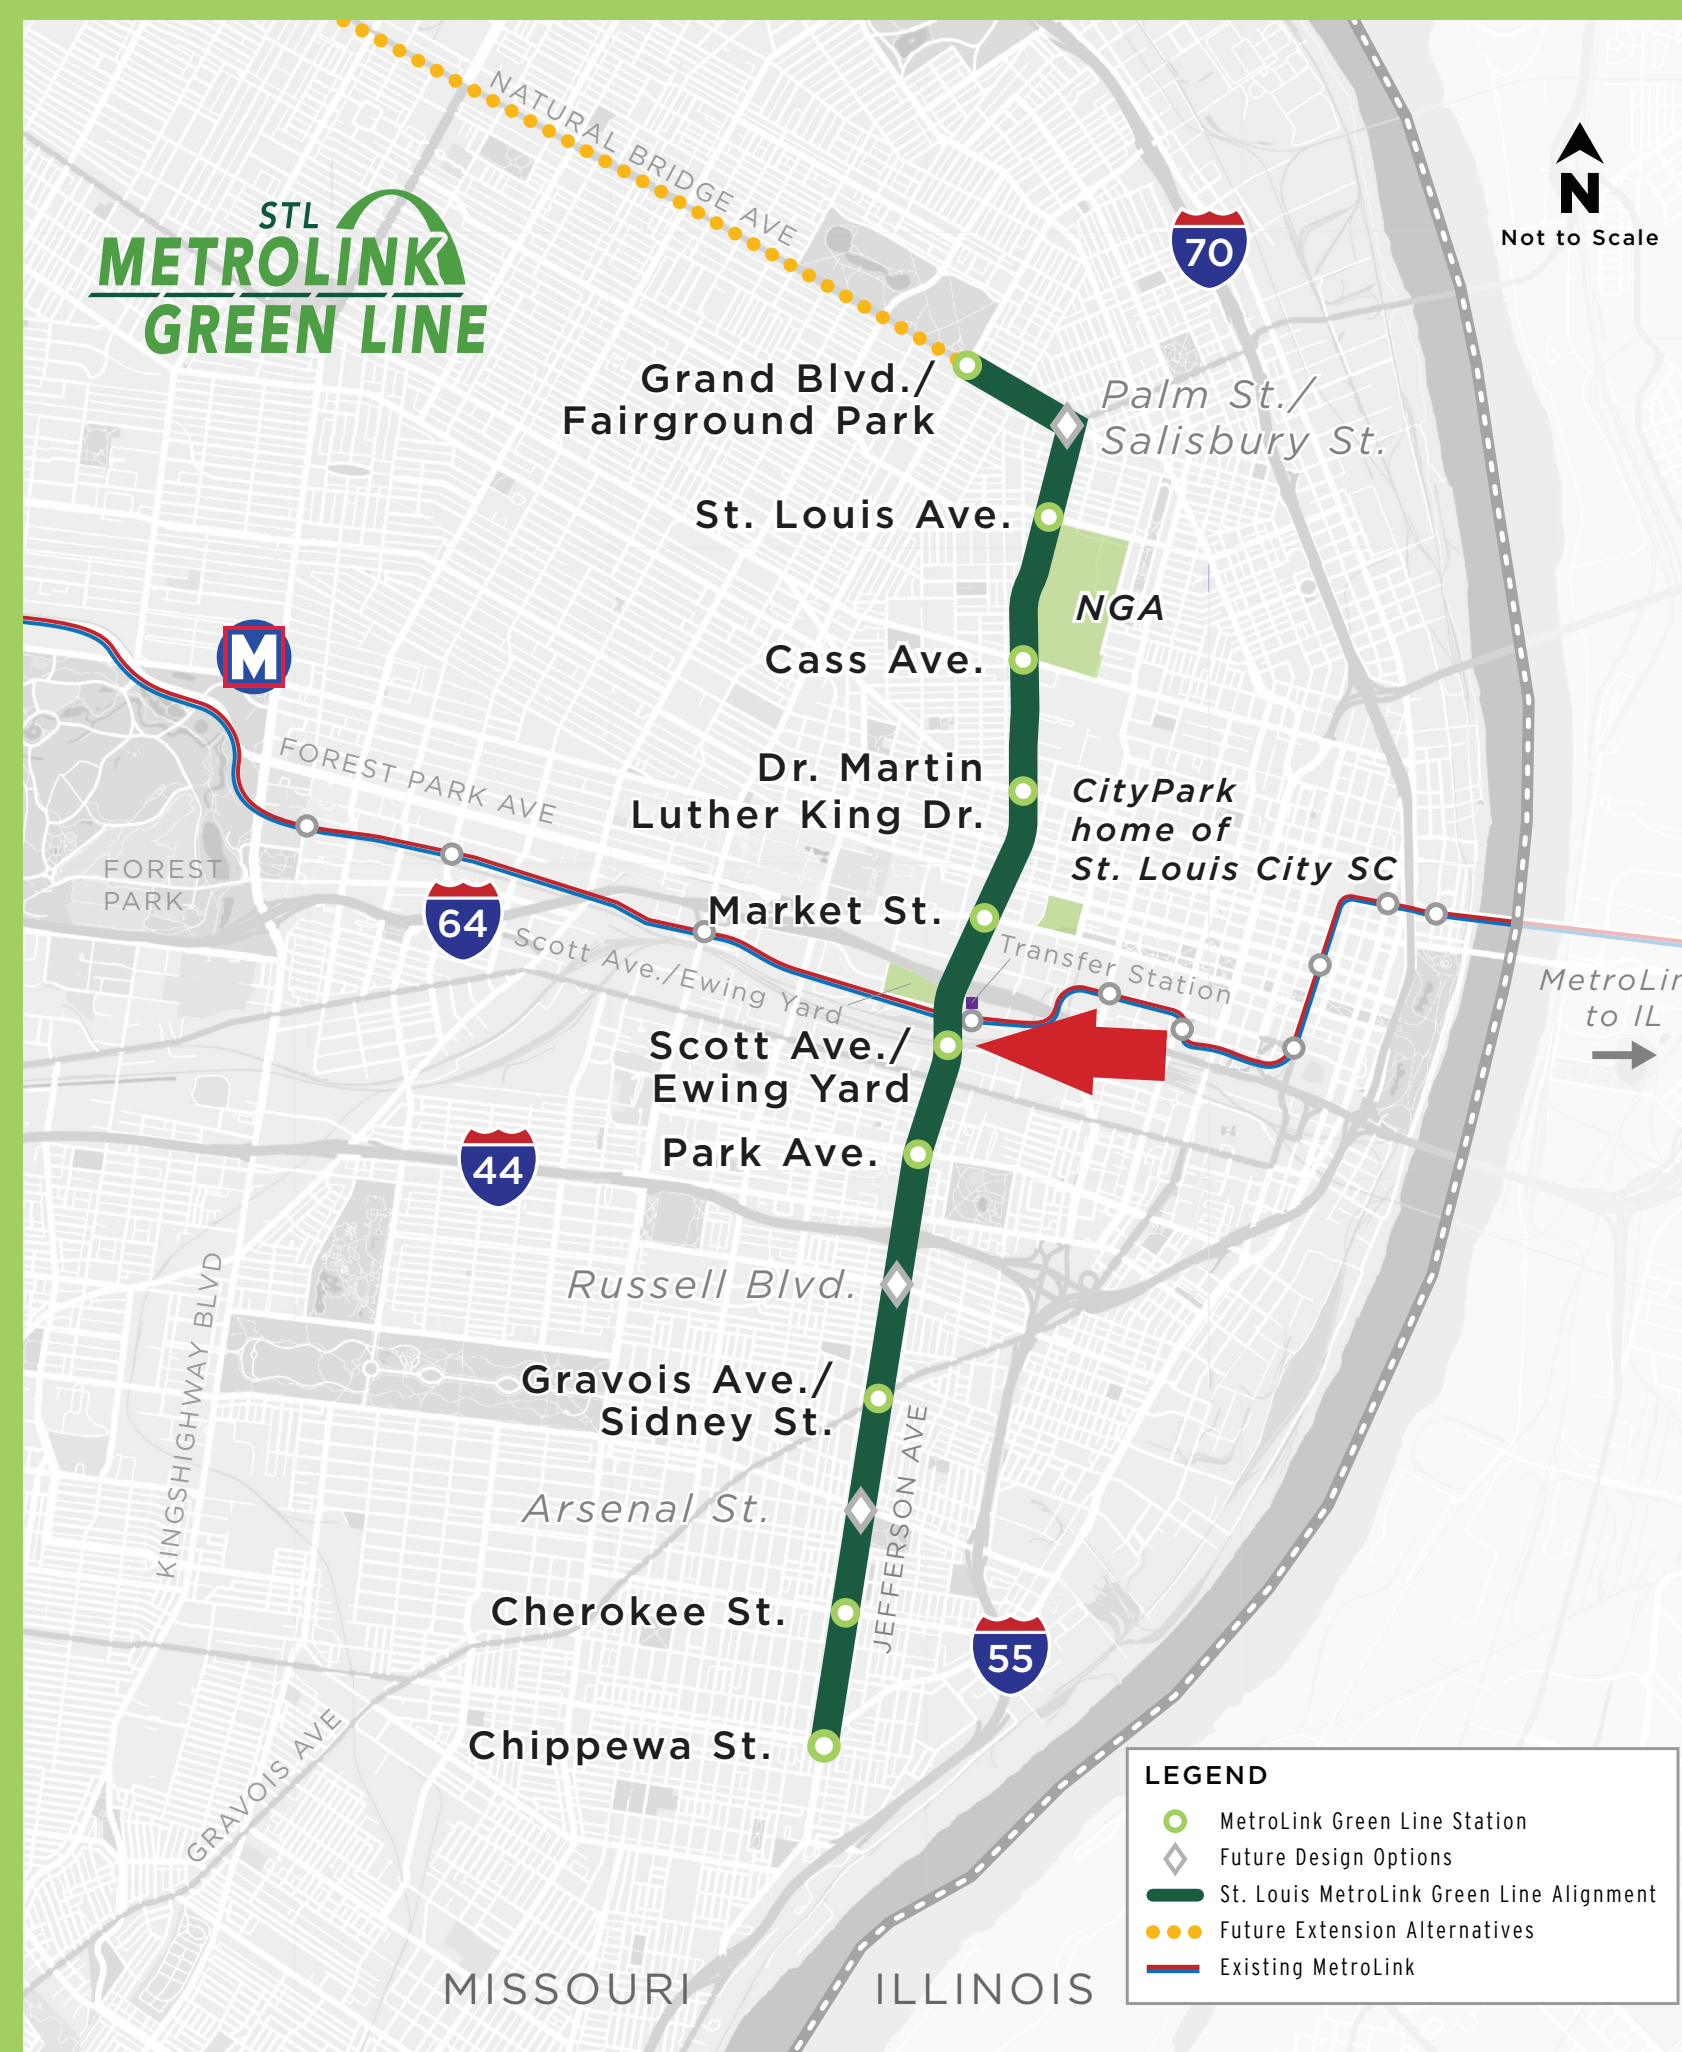 NATURAL BRIDGE AVE
N
Not to Scale
70
STL
METROLINK
GREEN LINE
Grand Blvd./
Fairground Park
Palm St./
Salisbury St.
St. Louis Ave.
NGA
M
Cass Ave.
FOREST PARK AVE
Dr. Martin
Luther King Dr.
CityPark
home of
St. Louis City SC
FOREST
PARK
64
Market St.
Scott Ave./Ewing Yard
Transfer Station
MetroLin
to IL
Scott Ave./
Ewing Yard
Park Ave.
44
Russell Blvd.
KINGSHIGHWAY BLVD
Gravois Ave./
Sidney St.
JEFFERSON AVE
Arsenal St.
Cherokee St.
55
Chippewa St.
GRAVOIS AVE
LEGEND
MetroLink Green Line Station
Future Design Options
St. Louis MetroLink Green Line Alignment
Future Extension Alternatives
Existing MetroLink
MISSOURI
ILLINOIS